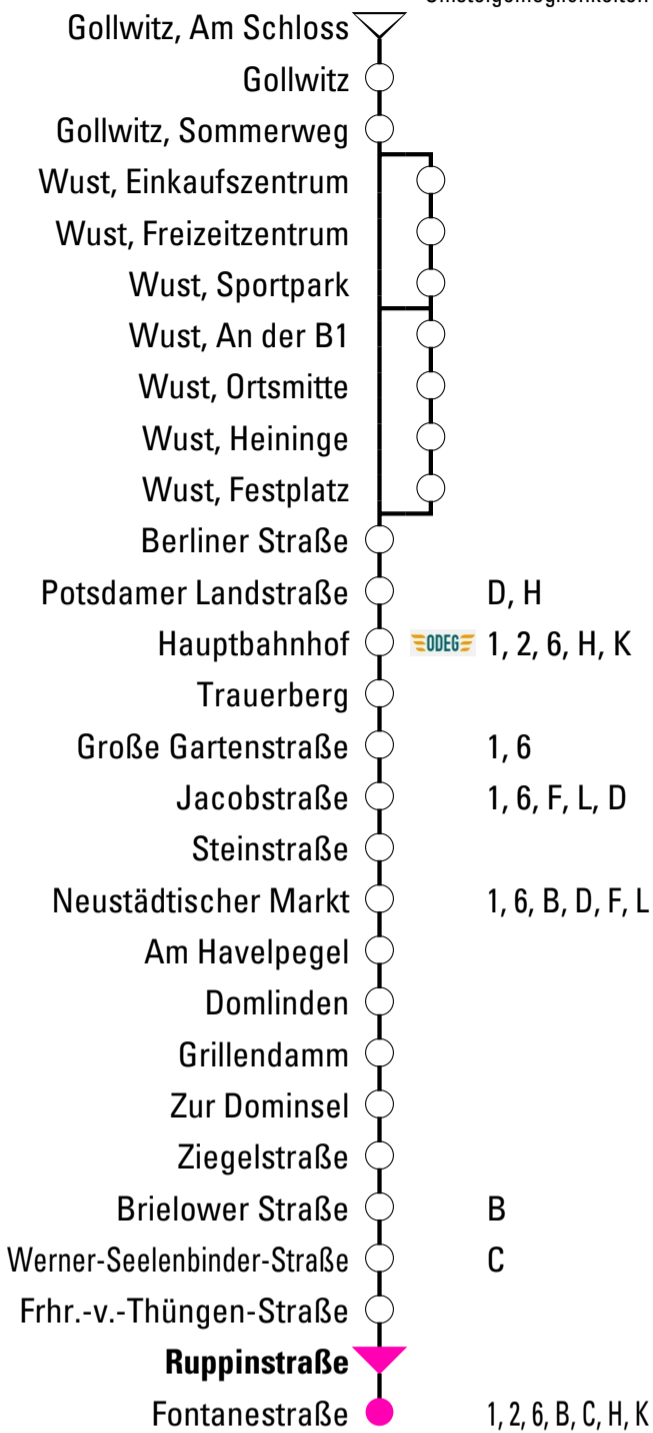 Umsteigemöglichkeiten
Gollwitz, Am Schloss
Gollwitz
Gollwitz, Sommerweg
Wust, Einkaufszentrum
Wust, Freizeitzentrum
Wust, Sportpark
Wust, An der B1
Wust, Ortsmitte
Wust, Heininge
Wust, Festplatz
Berliner Straße
Potsdamer Landstraße D, H
Hauptbahnhof ODEG 1, 2, 6, H, K
Trauerberg
Große Gartenstraße 1, 6
Jacobstraße 1, 6, F, L, D
Steinstraße
Neustädtischer Markt 1, 6, B, D, F, L
Am Havelpegel
Domlinden
Grillendamm
Zur Dominsel
Ziegelstraße
Brielower Straße B
Werner-Seelenbinder-Straße C
Frhr.-v.-Thüngen-Straße
Ruppinstraße
Fontanestraße 1, 2, 6, B, C, H, K